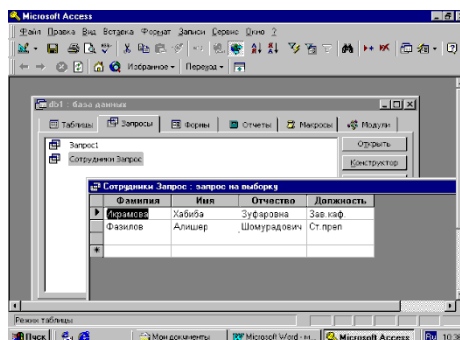 Microsoft Access
Файл Правка Вид Вставка Формат Записи Сервис Окно ?
Избранное Переход
db1 : база данных
Таблицы Запросы Формы Отчеты Макросы Модули
Запрос1
Открыть
Сотрудники Запрос
Конструктор
Сотрудники Запрос : запрос на выборку
Фамилия Имя Отчество Должность
Икрамова Хабиба Зуфаровна Зав.каф.
Фазилов Алишер Шомурадович Ст.преп
Режим таблицы
Пуск Мои документы Microsoft Word - Microsoft Access Ru